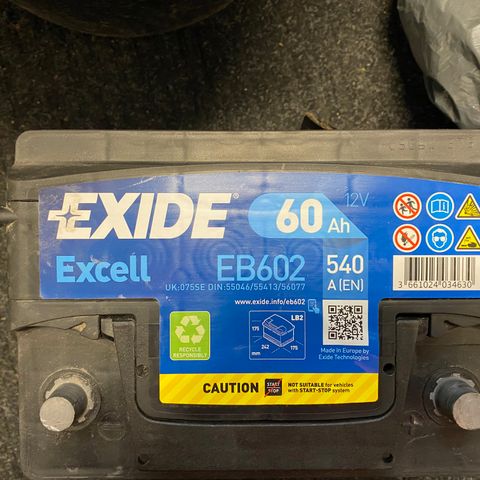 EXIDE
60 Ah
12V
Excell
EB602
540
A (EN)
UK:075SE DIN:55046/55413/56077
www.exide.info/eb602
3 661024 034630
LB2
175
242
mm
175
RECYCLE
RESPONSIBLY
Made in Europe by
Exide Technologies
CAUTION
START
STOP
NOT SUITABLE for vehicles
with START-STOP system